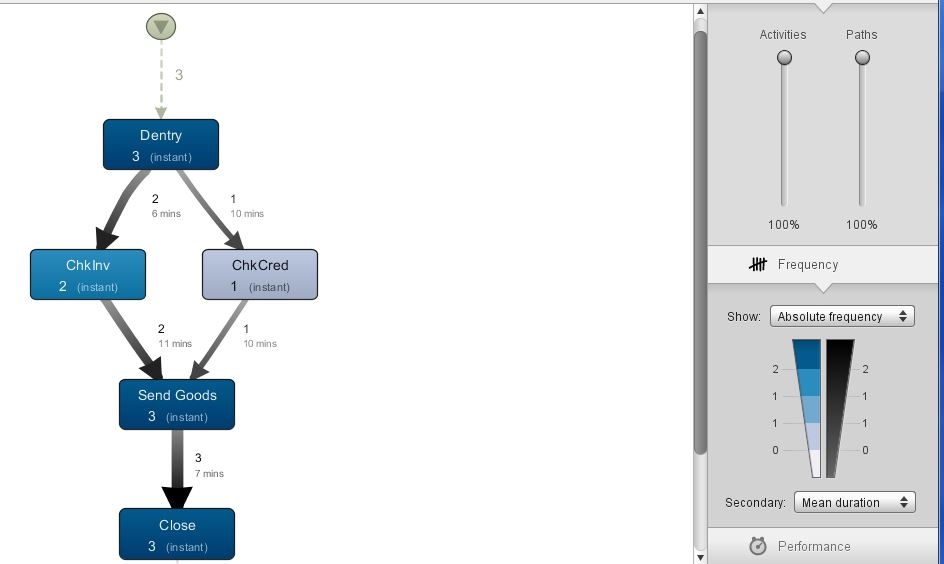 3
Dentry
3 (instant)
2
6 mins
1
10 mins
ChkInv
2 (instant)
ChkCred
1 (instant)
2
11 mins
1
10 mins
Send Goods
3 (instant)
3
7 mins
Close
3 (instant)
Activities Paths
100% 100%
Frequency
Show: Absolute frequency
2 2
1 1
1 1
0 0
Secondary: Mean duration
Performance